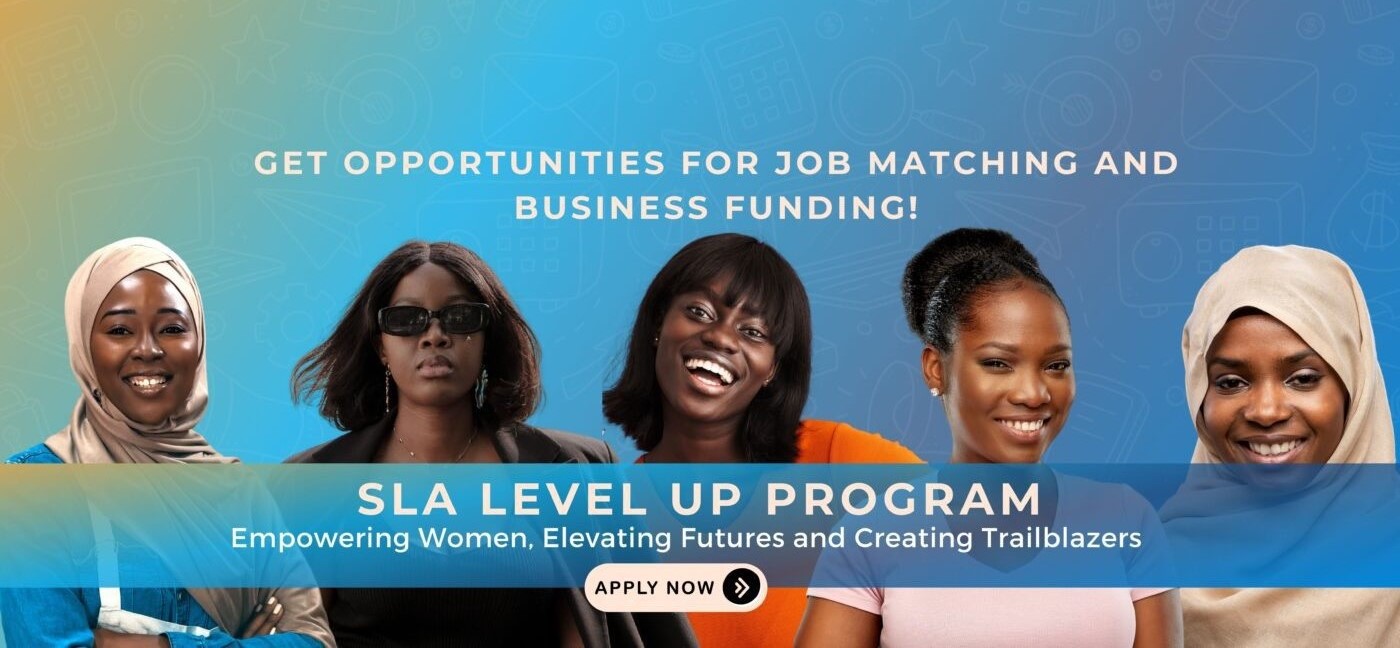 GET OPPORTUNITIES FOR JOB MATCHING AND
BUSINESS FUNDING!
SLA LEVEL UP PROGRAM
Empowering Women, Elevating Futures and Creating Trailblazers
APPLY NOW